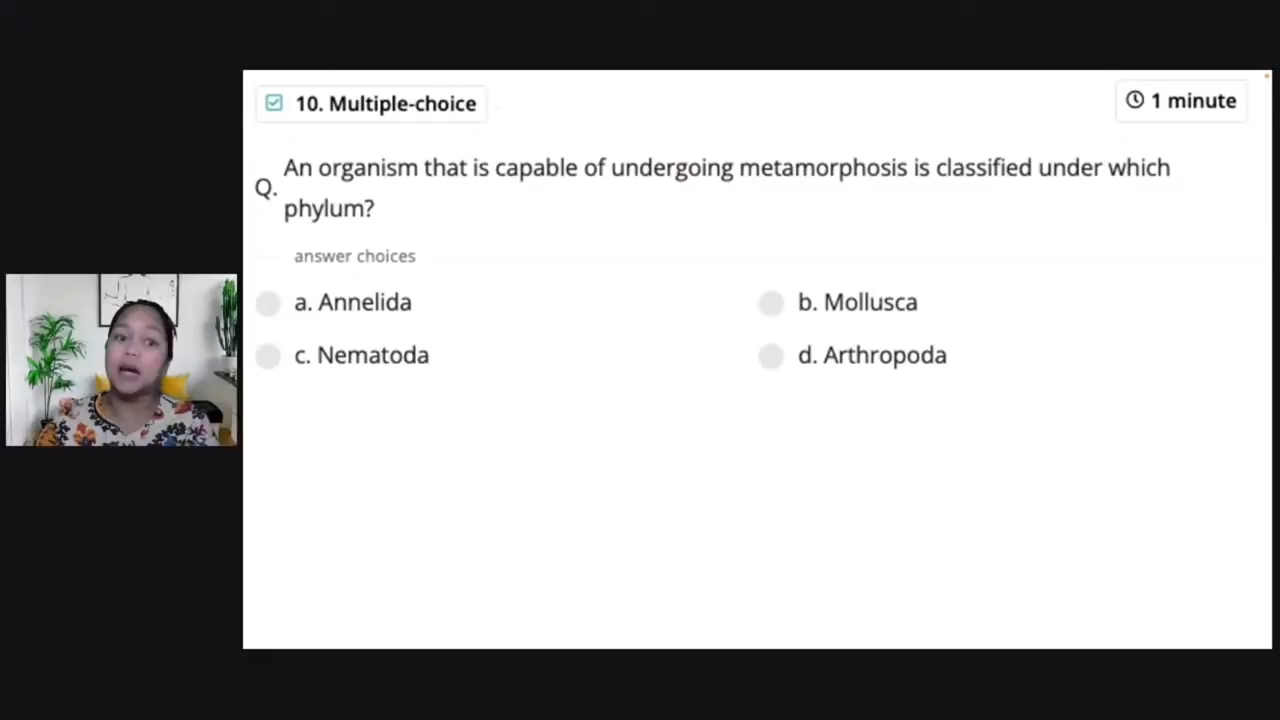 10. Multiple-choice
1 minute
Q.
An organism that is capable of undergoing metamorphosis is classified under which
phylum?
answer choices
a. Annelida
b. Mollusca
c. Nematoda
d. Arthropoda